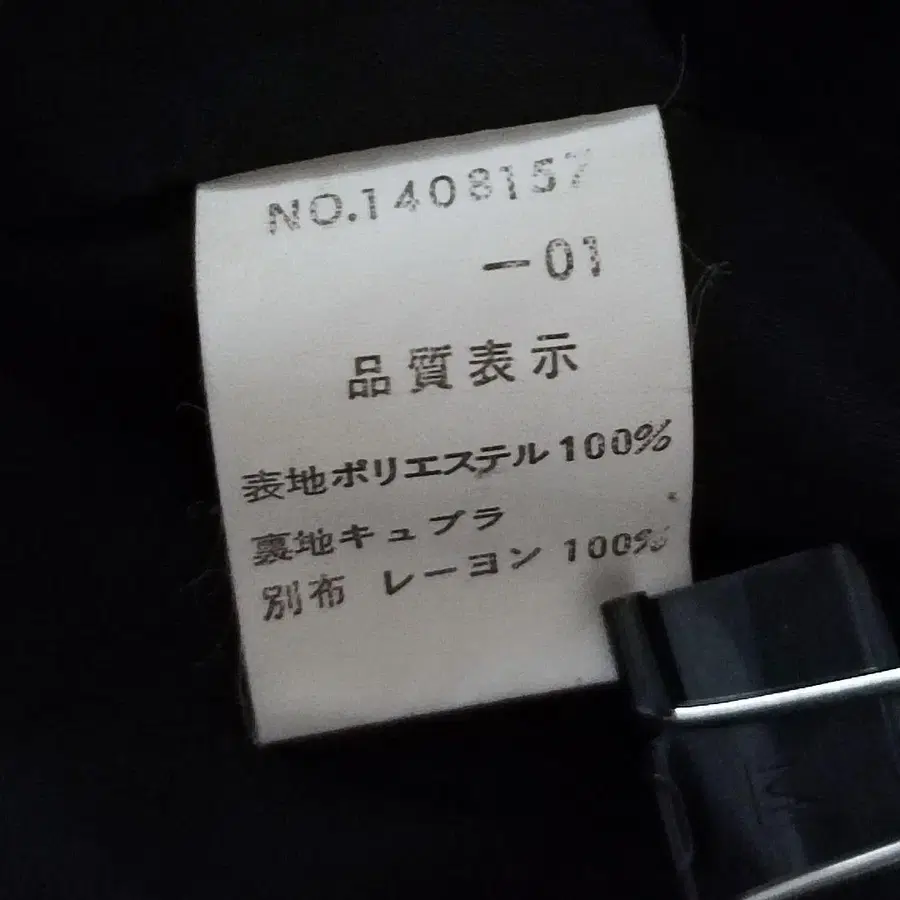 NO.1408157
-01
品質表示
表地ポリエステル100%
裏地キュプラ
別布 レーヨン 100%